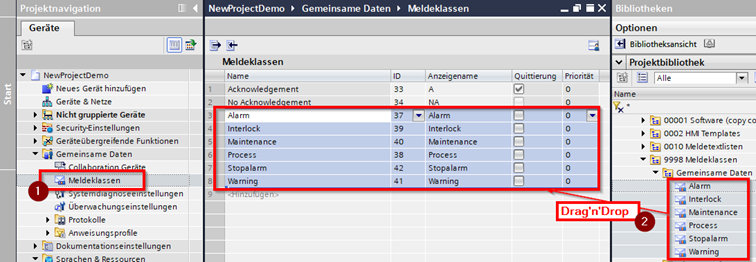 Projektnavigation
Geräte
Start
NewProjectDemo
Neues Gerät hinzufügen
Geräte & Netze
Nicht gruppierte Geräte
Security-Einstellungen
Geräteübergreifende Funktionen
Gemeinsame Daten
Collaboration Geräte
Meldeklassen
1
Systemdiagnoseeinstellungen
Überwachungseinstellungen
Protokolle
Anweisungsprofile
Dokumentationseinstellungen
Sprachen & Ressourcen
NewProjectDemo Gemeinsame Daten Meldeklassen
Meldeklassen
Name ID Anzeigename Quittierung Priorität
1 Acknowledgement 33 A 0
2 No Acknowledgement 34 NA 0
3 Alarm 37 Alarm 0
4 Interlock 39 Interlock 0
5 Maintenance 40 Maintenance 0
6 Process 38 Process 0
7 Stopalarm 42 Stopalarm 0
8 Warning 41 Warning 0
<Hinzufügen>
Drag'n'Drop
2
Bibliotheken
Optionen
Bibliotheksansicht
Projektbibliothek
Alle
Name
00001 Software (copy co
0002 HMI Templates
0010 Meldetextlisten
9998 Meldeklassen
Gemeinsame Daten
Alarm
Interlock
Maintenance
Process
Stopalarm
Warning